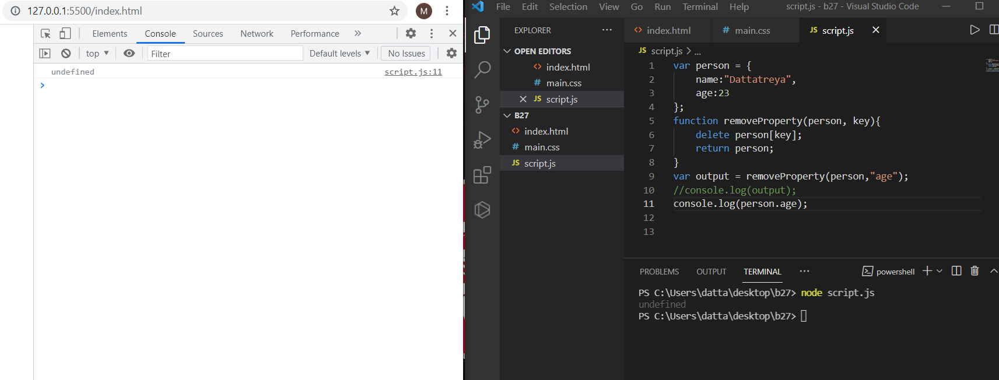 127.0.0.1:5500/index.html
M
Elements Console Sources Network Performance »
top ▼ Filter Default levels ▼ No Issues
undefined script.js:11
>
File Edit Selection View Go Run Terminal Help script.js - b27 - Visual Studio Code
EXPLORER ···
OPEN EDITORS
<> index.html
# main.css
JS script.js
B27
<> index.html
# main.css
JS script.js
<> index.html # main.css JS script.js
JS script.js > ...
1 var person = {
2 name:"Dattatreya",
3 age:23
4 };
5 function removeProperty(person, key){
6 delete person[key];
7 return person;
8 }
9 var output = removeProperty(person,"age");
10 //console.log(output);
11 console.log(person.age);
12
13
PROBLEMS OUTPUT TERMINAL ··· powershell
PS C:\Users\datta\desktop\b27> node script.js
undefined
PS C:\Users\datta\desktop\b27>